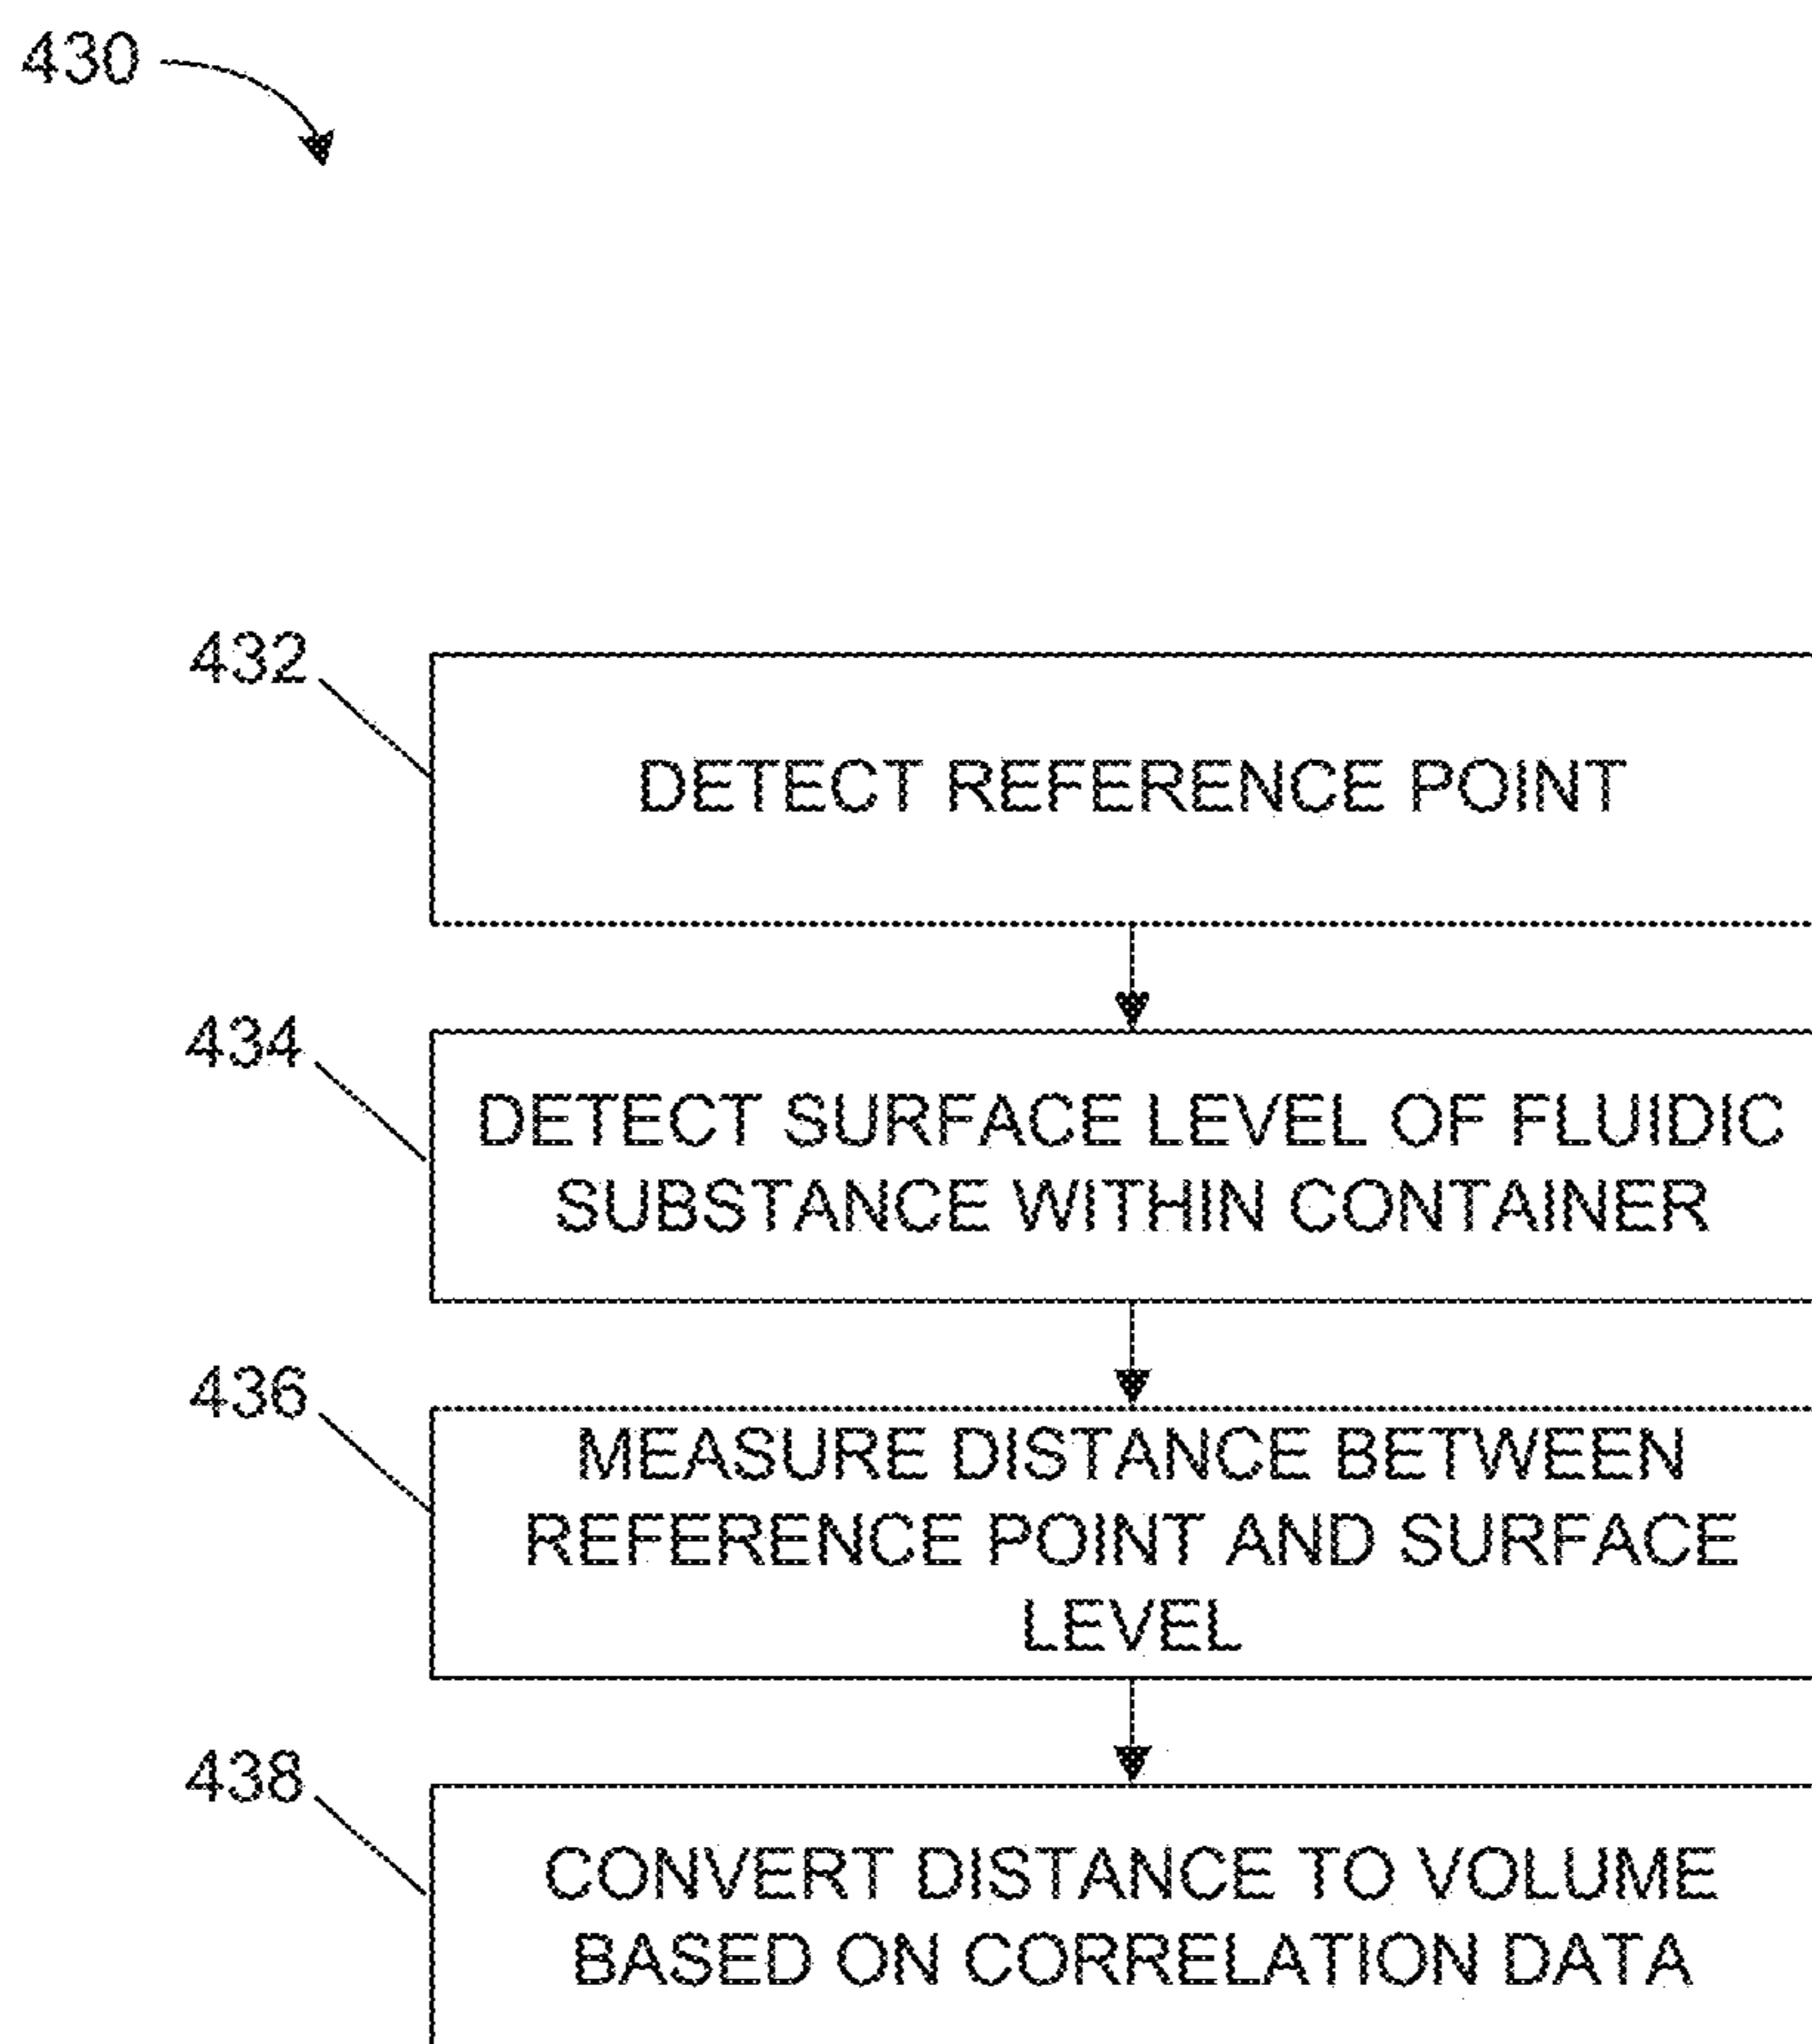 430
432
DETECT REFERENCE POINT
434
DETECT SURFACE LEVEL OF FLUIDIC
SUBSTANCE WITHIN CONTAINER
436
MEASURE DISTANCE BETWEEN
REFERENCE POINT AND SURFACE
LEVEL
438
CONVERT DISTANCE TO VOLUME
BASED ON CORRELATION DATA